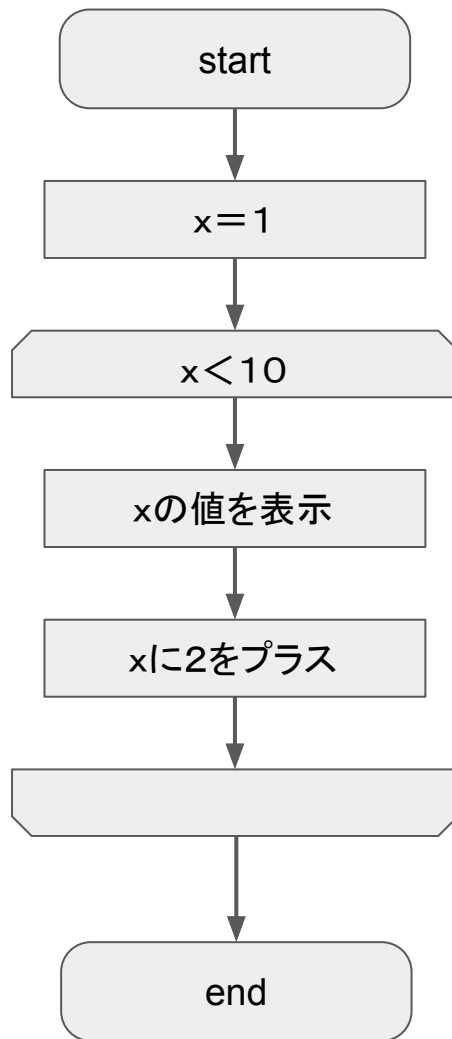 start
x＝１
x＜１０
xの値を表示
xに２をプラス
end